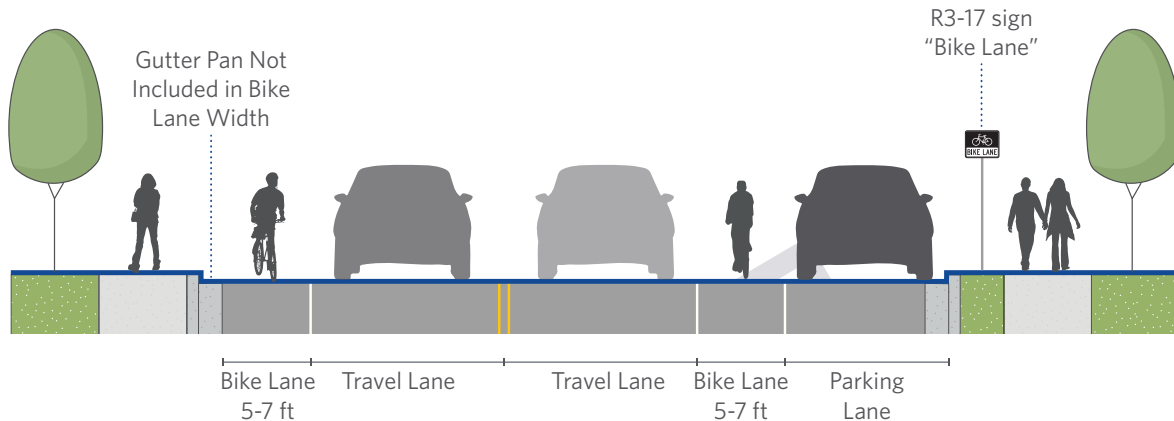 R3-17 sign
“Bike Lane”
Gutter Pan Not
Included in Bike
Lane Width
BIKE LANE
Bike Lane
5-7 ft
Travel Lane
Travel Lane
Bike Lane
5-7 ft
Parking
Lane